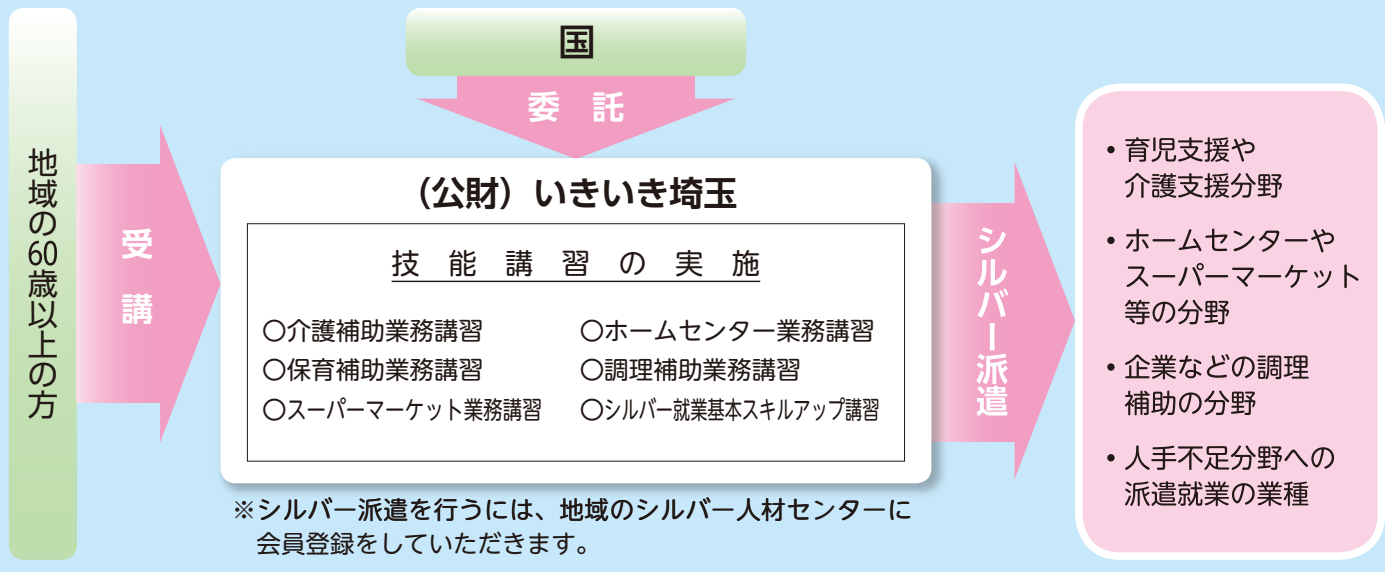 国
委託
地域の60歳以上の方
受講
（公財）いきいき埼玉
技能講習の実施
〇介護補助業務講習
〇保育補助業務講習
〇スーパーマーケット業務講習
〇ホームセンター業務講習
〇調理補助業務講習
〇シルバー就業基本スキルアップ講習
※シルバー派遣を行うには、地域のシルバー人材センターに
会員登録をしていただきます。
シルバー派遣
・育児支援や
介護支援分野
・ホームセンターや
スーパーマーケット
等の分野
・企業などの調理
補助の分野
・人手不足分野への
派遣就業の業種